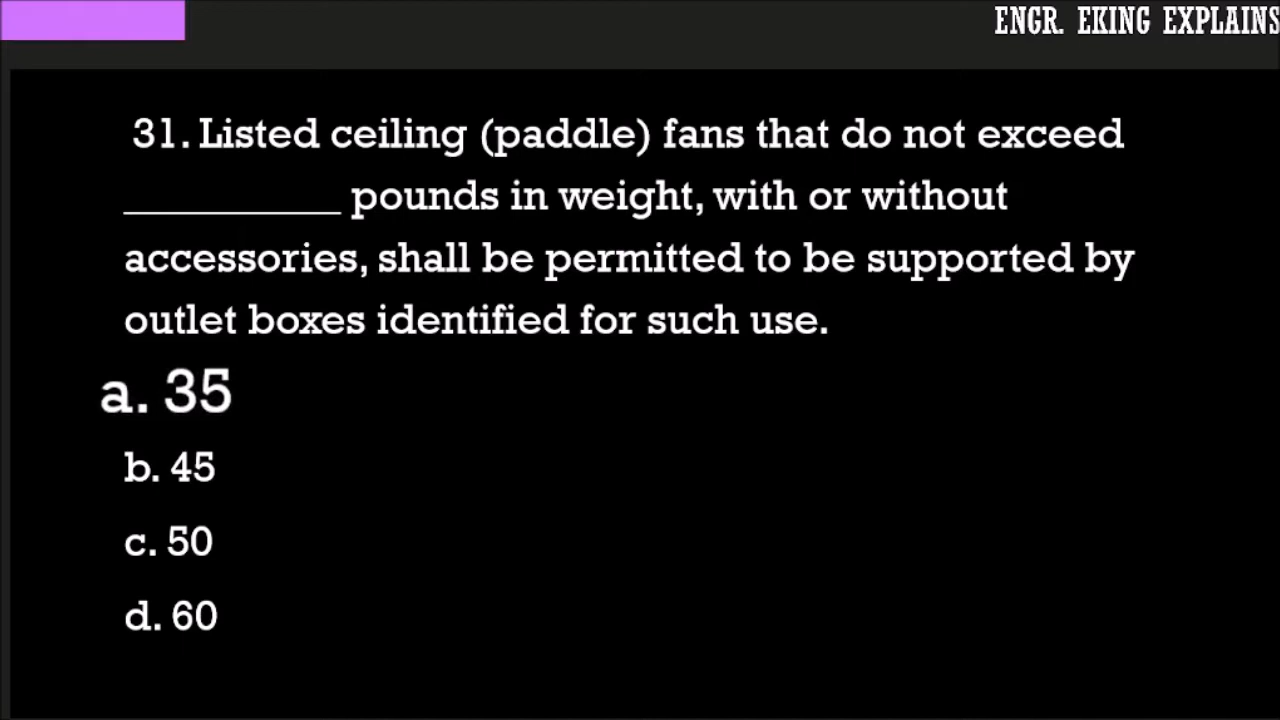 ENGR. EKING EXPLAINS
31. Listed ceiling (paddle) fans that do not exceed
__________ pounds in weight, with or without
accessories, shall be permitted to be supported by
outlet boxes identified for such use.
a. 35
b. 45
c. 50
d. 60